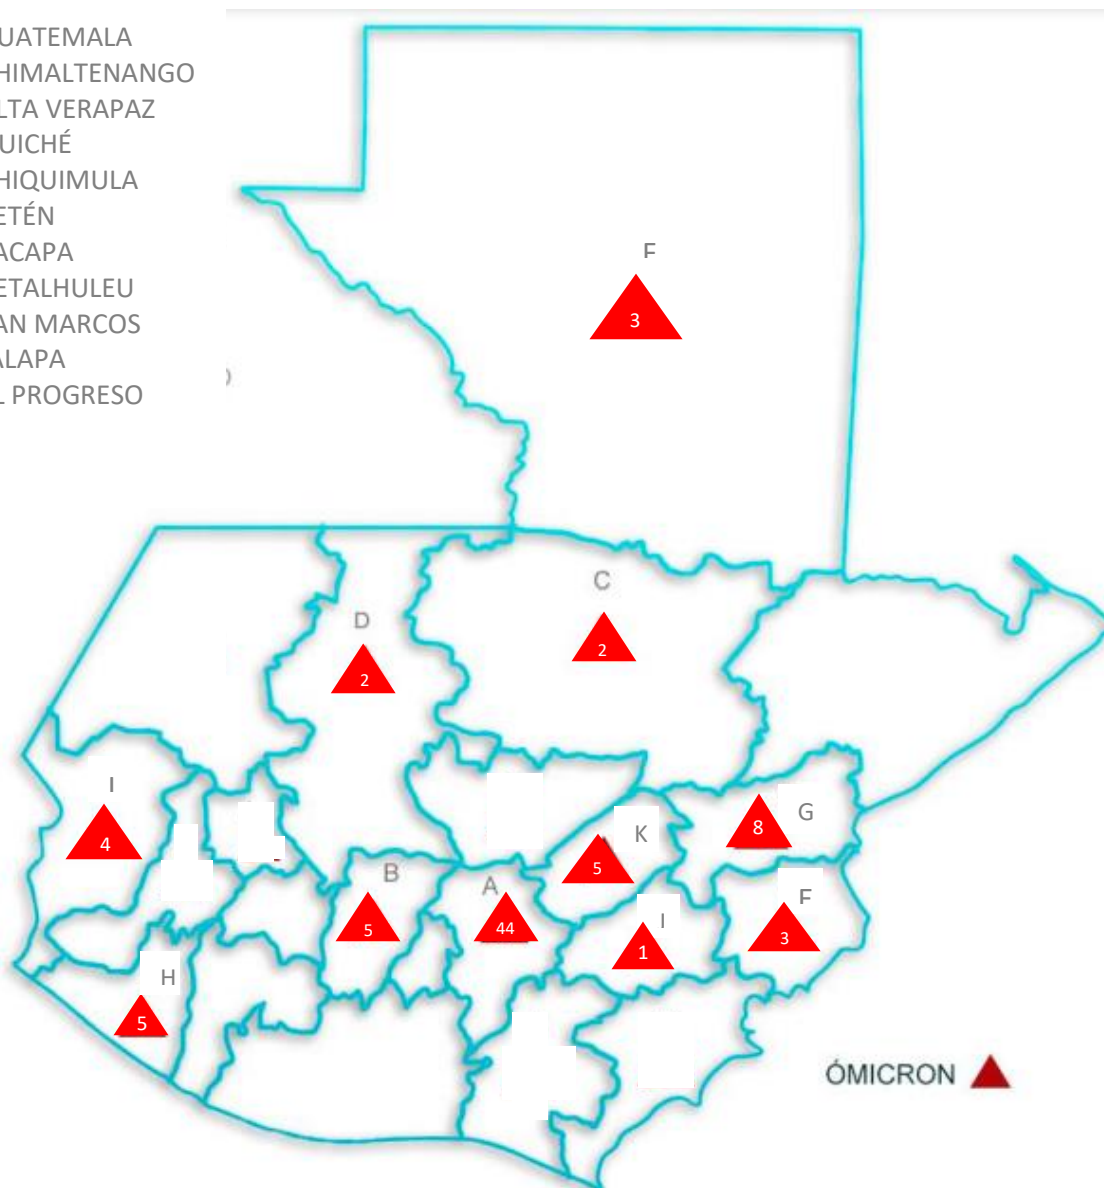 UATEMALA
HIMALTENANGO
LTA VERAPAZ
UICHÉ
HIQUIMULA
ETÉN
ACAPA
ETALHULEU
AN MARCOS
ALAPA
L PROGRESO
F
3
C
2
D
2
I
4
G
8
K
5
B
5
A
44
F
3
I
1
H
5
ÓMICRON